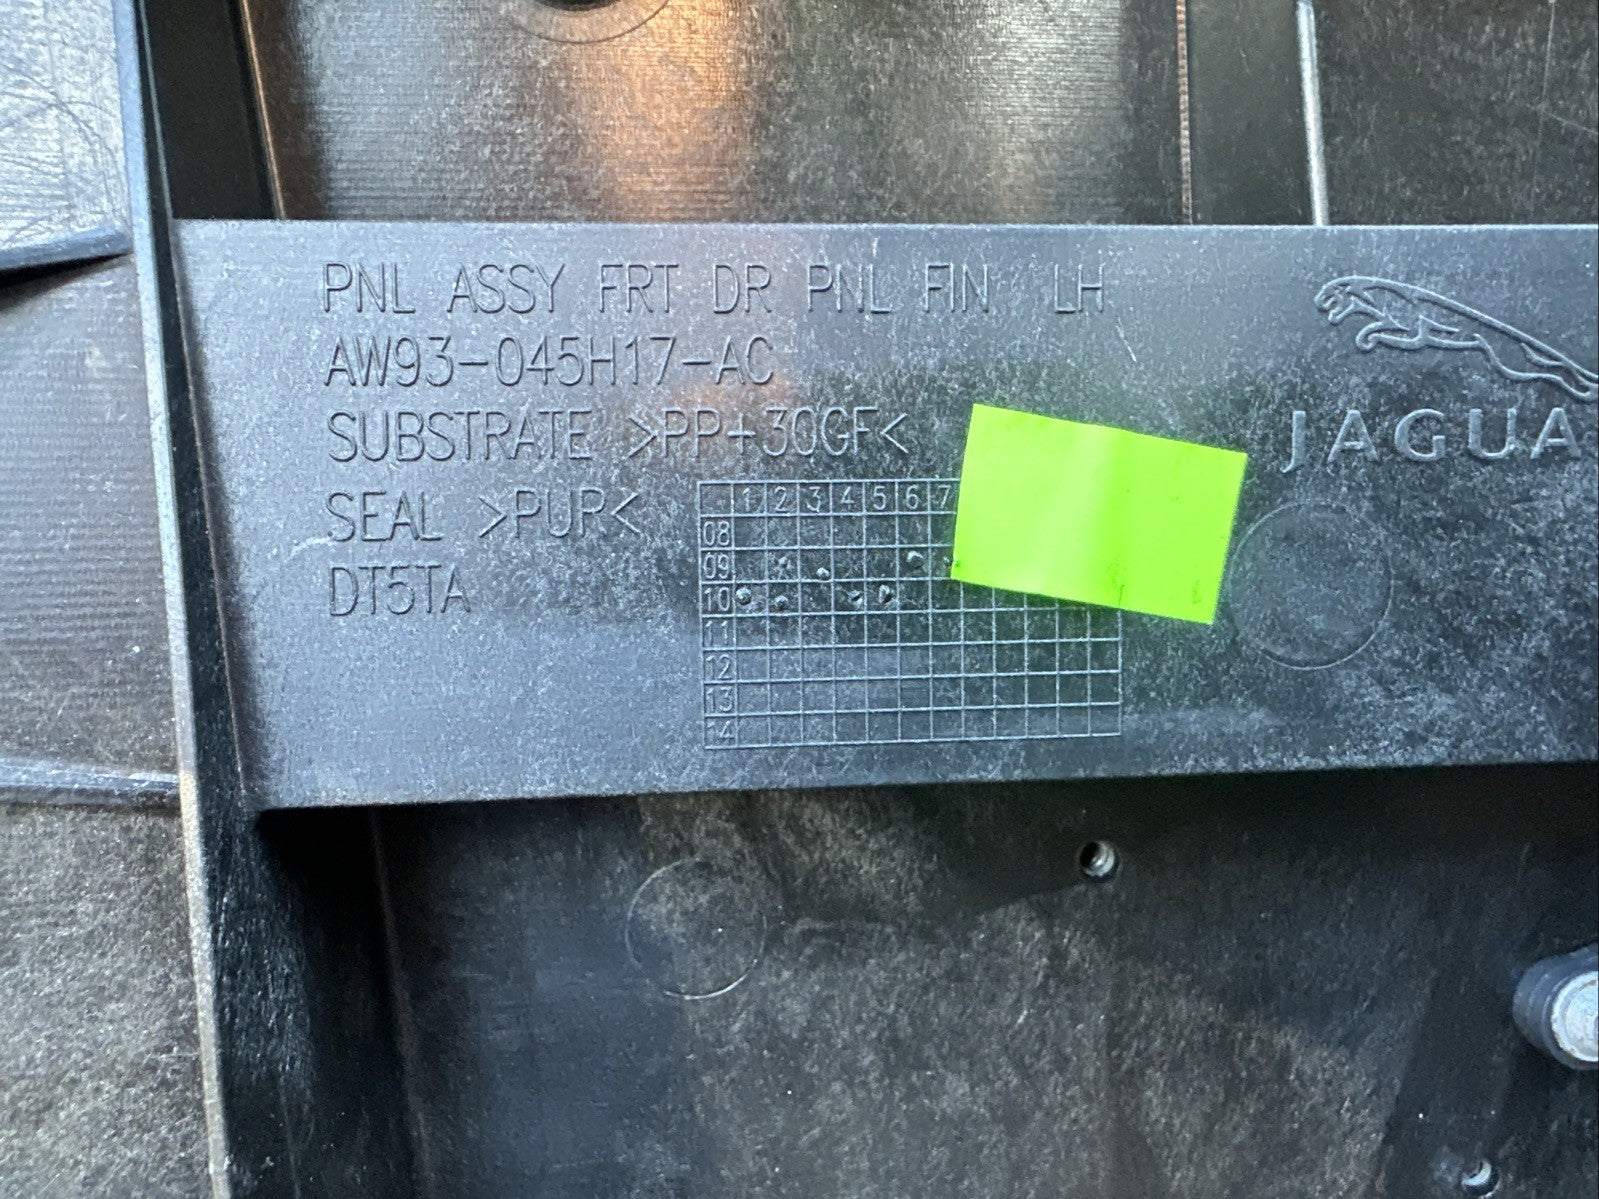 PNL ASSY FRT DR PNL FIN LH
AW93-045H17-AC
SUBSTRATE >PP+30GF<
SEAL >PUR<
DT5TA
JAGUA
1 2 3 4 5 6 7
08
09
10
11
12
13
14